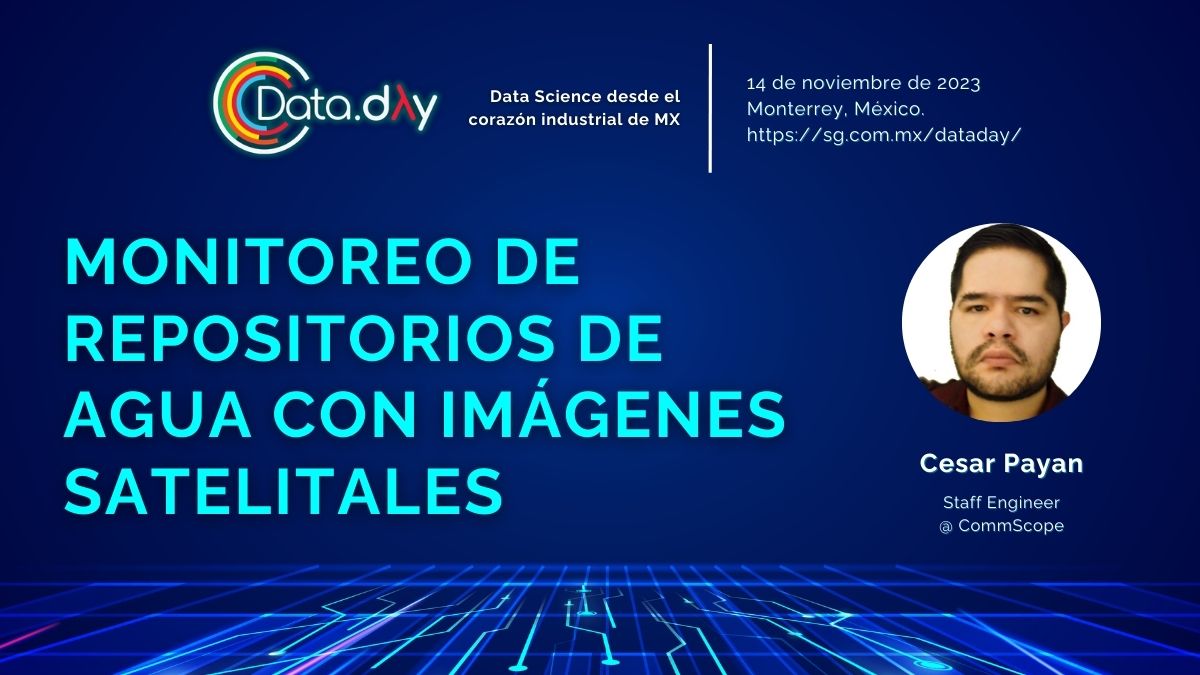 Data.day
Data Science desde el
corazón industrial de MX
14 de noviembre de 2023
Monterrey, México.
https://sg.com.mx/dataday/
MONITOREO DE
REPOSITORIOS DE
AGUA CON IMÁGENES
SATELITALES
Cesar Payan
Staff Engineer
@ CommScope